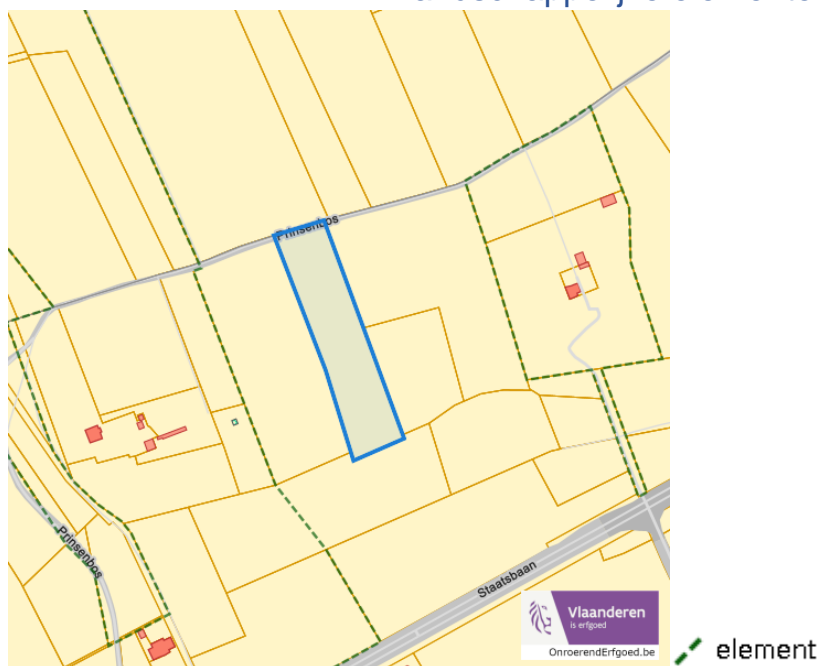 Prinsenbos
Prinsenbos
Staatsbaan
Vlaanderen
is erfgoed
OnroerendErfgoed.be
element